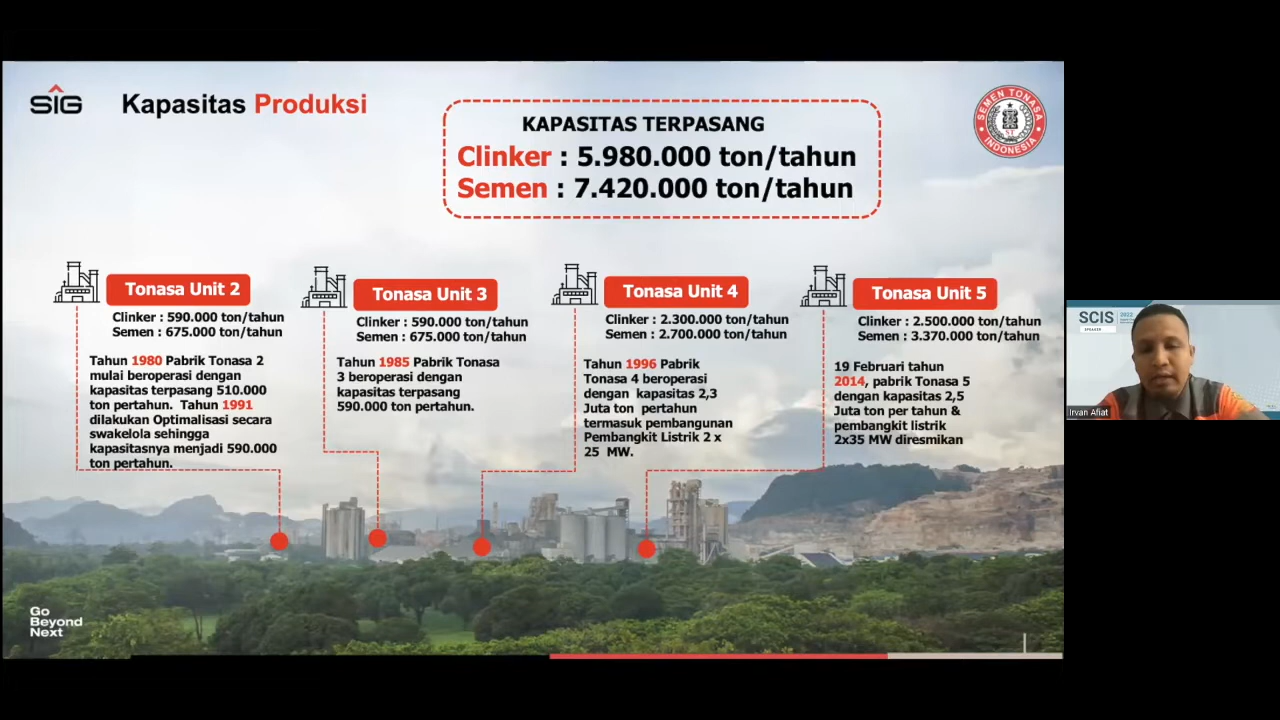 SIG
Kapasitas Produksi
KAPASITAS TERPASANG
Clinker : 5.980.000 ton/tahun
Semen : 7.420.000 ton/tahun
SEMEN TONASA
ST
INDONESIA
Tonasa Unit 2
Clinker : 590.000 ton/tahun
Semen : 675.000 ton/tahun
Tahun 1980 Pabrik Tonasa 2
mulai beroperasi dengan
kapasitas terpasang 510.000
ton pertahun. Tahun 1991
dilakukan Optimalisasi secara
swakelola sehingga
kapasitasnya menjadi 590.000
ton pertahun.
Tonasa Unit 3
Clinker : 590.000 ton/tahun
Semen : 675.000 ton/tahun
Tahun 1985 Pabrik Tonasa
3 beroperasi dengan
kapasitas terpasang
590.000 ton pertahun.
Tonasa Unit 4
Clinker : 2.300.000 ton/tahun
Semen : 2.700.000 ton/tahun
Tahun 1996 Pabrik
Tonasa 4 beroperasi
dengan kapasitas 2,3
Juta ton pertahun
termasuk pembangunan
Pembangkit Listrik 2 x
25 MW.
Tonasa Unit 5
Clinker : 2.500.000 ton/tahun
Semen : 3.370.000 ton/tahun
19 Februari tahun
2014, pabrik Tonasa 5
dengan kapasitas 2,5
Juta ton per tahun &
pembangkit listrik
2x35 MW diresmikan
Go
Beyond
Next
SCIS
2022
SPEAKER
Irvan Afiat